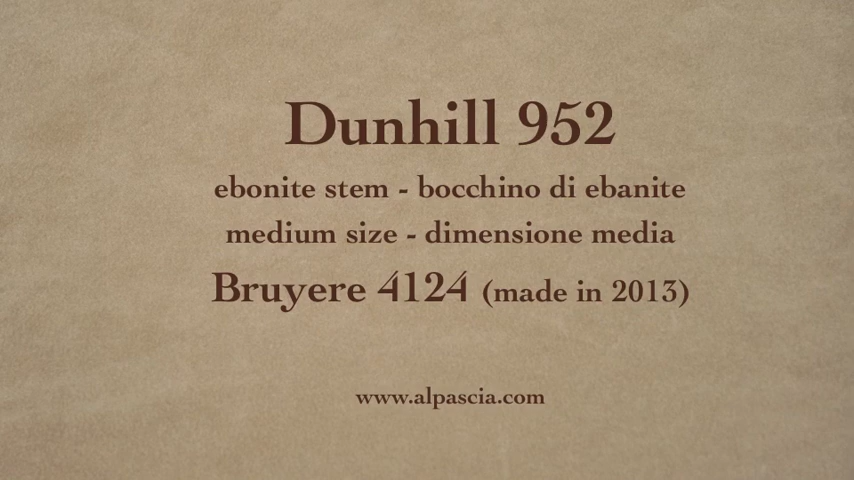 Dunhill 952
ebonite stem - bocchino di ebanite
medium size - dimensione media
Bruyere 4124 (made in 2013)
www.alpascia.com